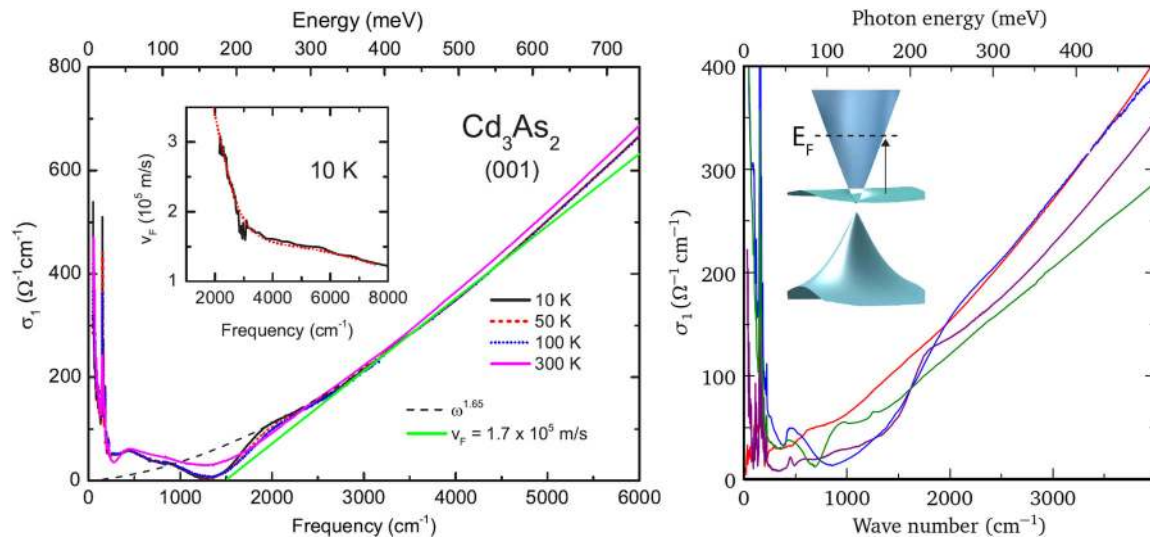 Energy (meV)
0 100 200 300 400 500 600 700
800
600
400
200
0
σ₁ (Ω⁻¹cm⁻¹)
Cd₃As₂
(001)
10 K
3
2
1
v_F (10⁵ m/s)
2000 4000 6000 8000
Frequency (cm⁻¹)
10 K
50 K
100 K
300 K
ω^1.65
v_F = 1.7 x 10⁵ m/s
0 1000 2000 3000 4000 5000 6000
Frequency (cm⁻¹)
Photon energy (meV)
0 100 200 300 400
400
300
200
100
0
σ₁ (Ω⁻¹ cm⁻¹)
E_F
0 1000 2000 3000
Wave number (cm⁻¹)